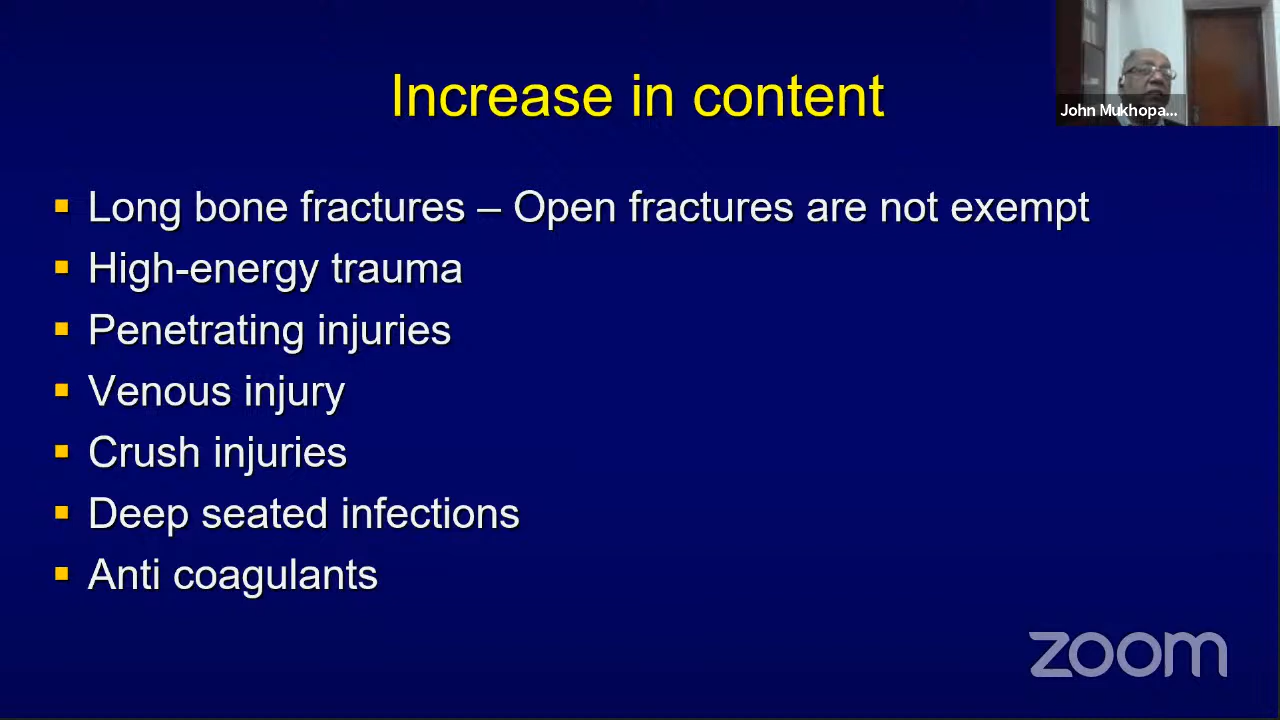 Increase in content
John Mukhopa...
Long bone fractures – Open fractures are not exempt
High-energy trauma
Penetrating injuries
Venous injury
Crush injuries
Deep seated infections
Anti coagulants
zoom